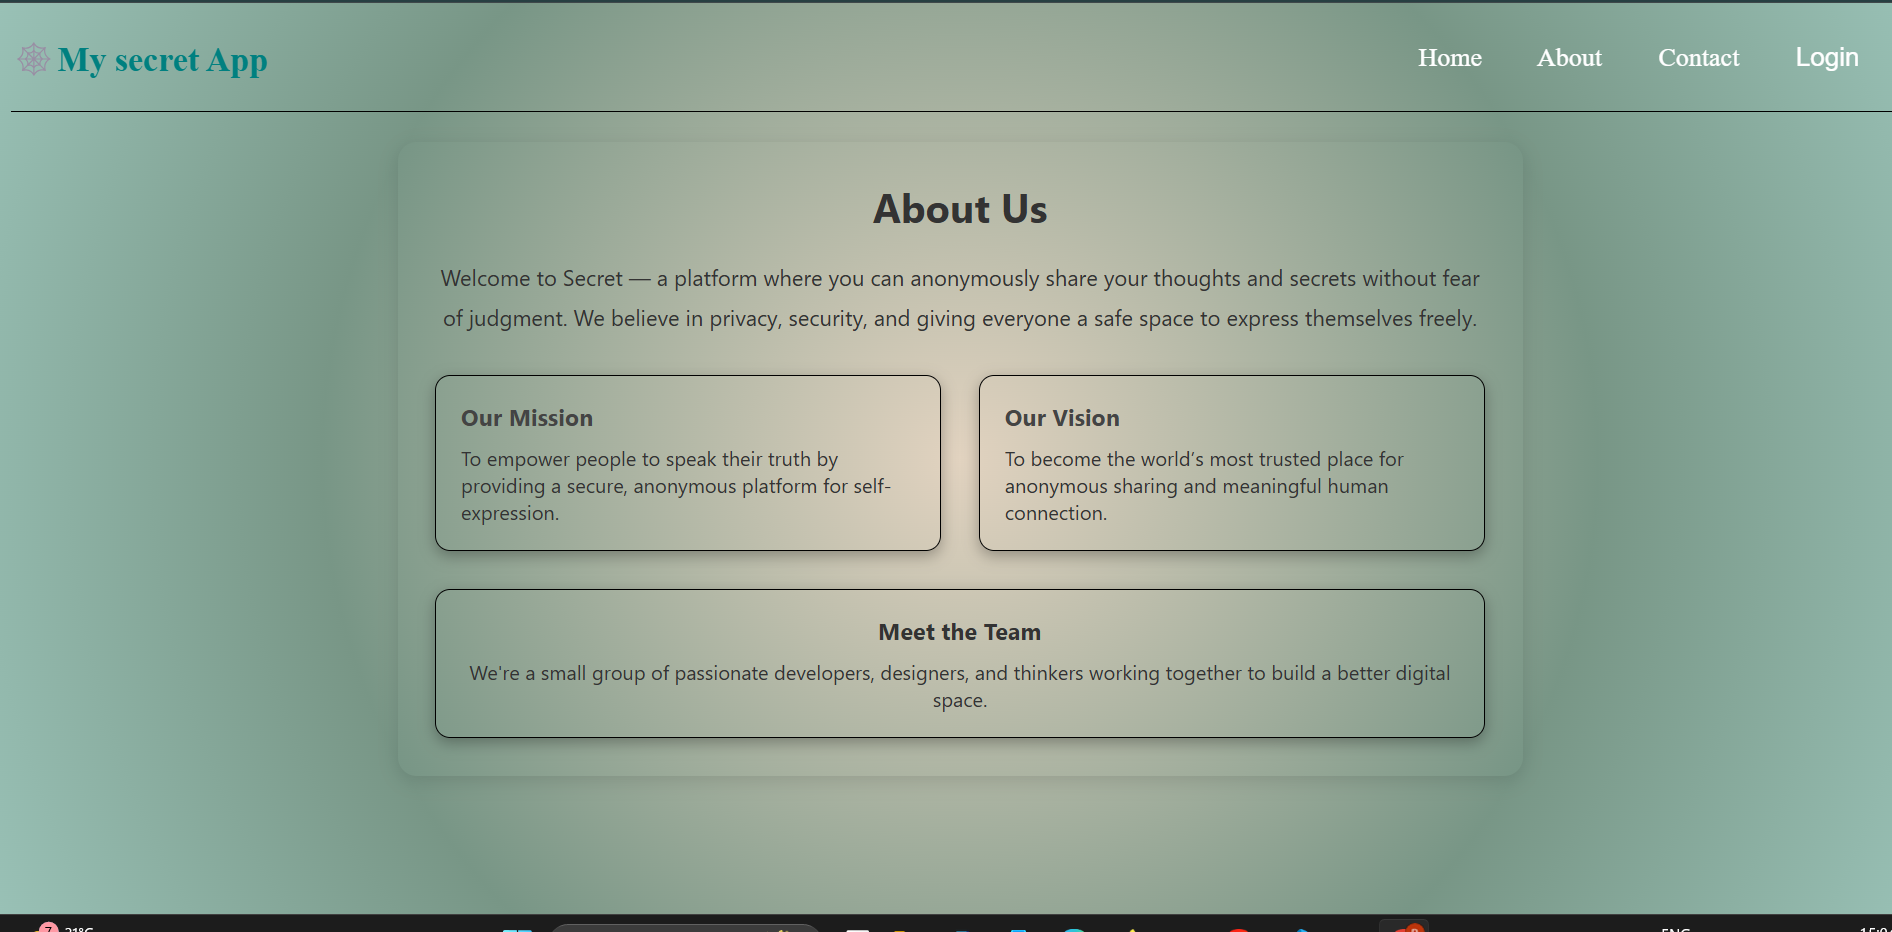 My secret App
Home About Contact Login
About Us
Welcome to Secret — a platform where you can anonymously share your thoughts and secrets without fear
of judgment. We believe in privacy, security, and giving everyone a safe space to express themselves freely.
Our Mission
To empower people to speak their truth by
providing a secure, anonymous platform for self-
expression.
Our Vision
To become the world’s most trusted place for
anonymous sharing and meaningful human
connection.
Meet the Team
We're a small group of passionate developers, designers, and thinkers working together to build a better digital
space.